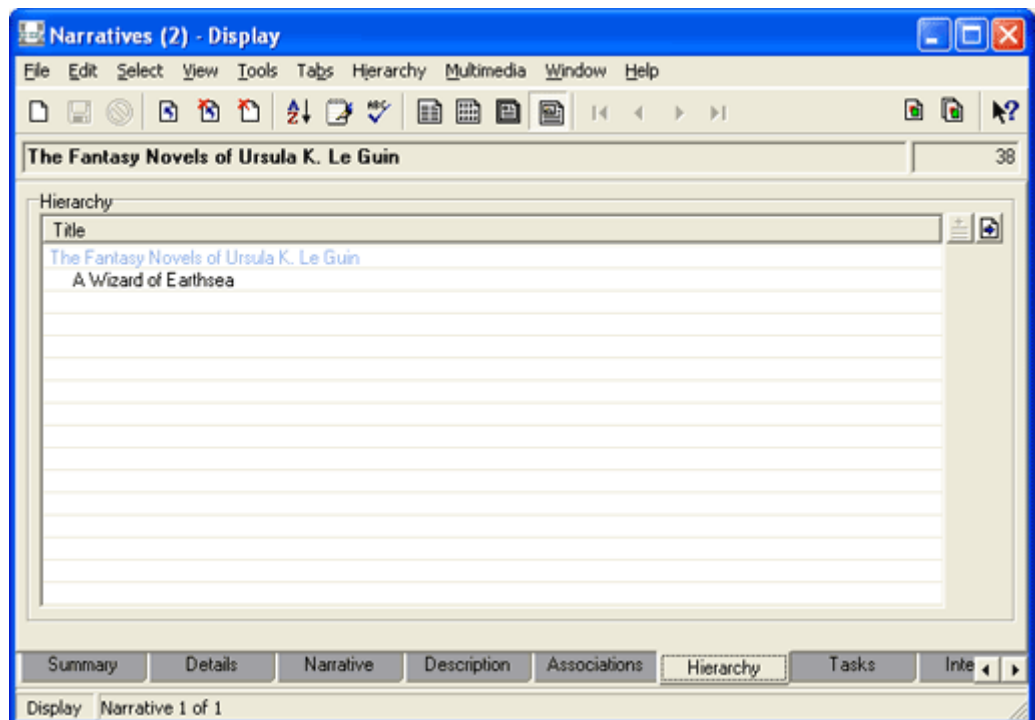 Narratives (2) - Display
File Edit Select View Tools Tabs Hierarchy Multimedia Window Help
The Fantasy Novels of Ursula K. Le Guin 38
Hierarchy
Title
The Fantasy Novels of Ursula K. Le Guin
A Wizard of Earthsea
Summary Details Narrative Description Associations Hierarchy Tasks Inte
Display Narrative 1 of 1